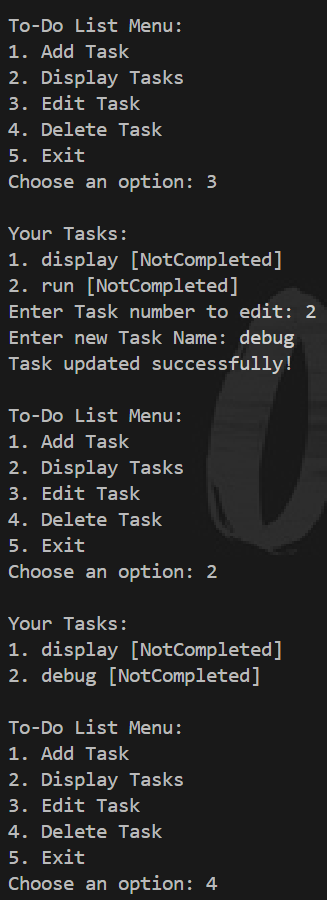 To-Do List Menu:
1. Add Task
2. Display Tasks
3. Edit Task
4. Delete Task
5. Exit
Choose an option: 3

Your Tasks:
1. display [NotCompleted]
2. run [NotCompleted]
Enter Task number to edit: 2
Enter new Task Name: debug
Task updated successfully!

To-Do List Menu:
1. Add Task
2. Display Tasks
3. Edit Task
4. Delete Task
5. Exit
Choose an option: 2

Your Tasks:
1. display [NotCompleted]
2. debug [NotCompleted]

To-Do List Menu:
1. Add Task
2. Display Tasks
3. Edit Task
4. Delete Task
5. Exit
Choose an option: 4